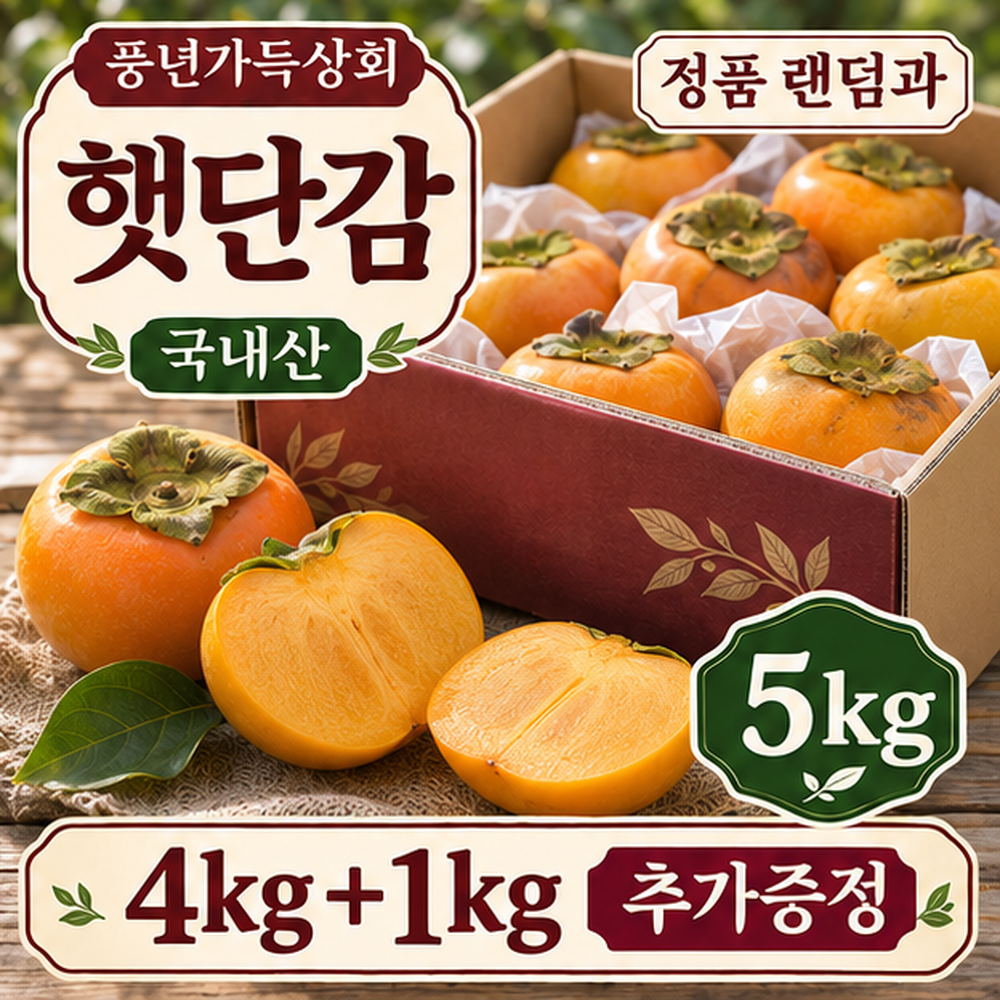 풍년가득상회
햇단감
국내산
정품 랜덤과
5kg
4kg+1kg 추가증정